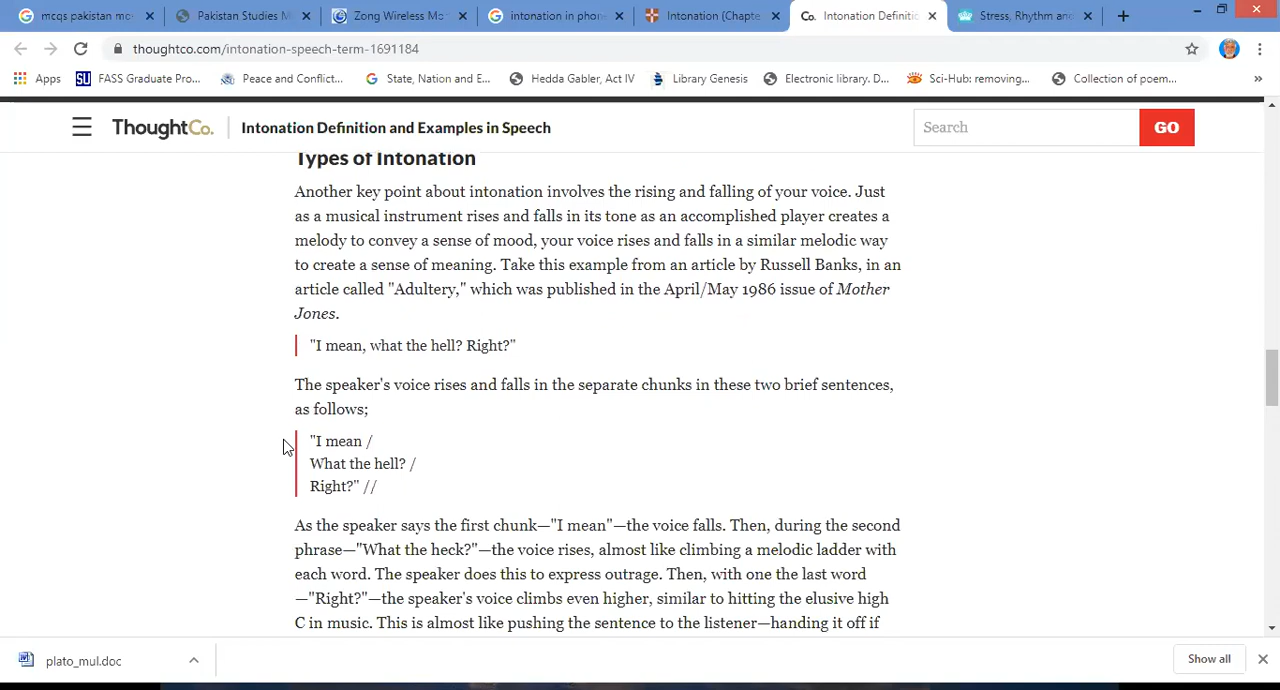 mcqs pakistan mo
Pakistan Studies M
Zong Wireless Mo
intonation in phon
Intonation (Chapte
Co. Intonation Definitio
Stress, Rhythm and
thoughtco.com/intonation-speech-term-1691184
Apps
SU FASS Graduate Pro...
Peace and Conflict...
State, Nation and E...
Hedda Gabler, Act IV
Library Genesis
Electronic library. D...
Sci-Hub: removing...
Collection of poem...
»
ThoughtCo. Intonation Definition and Examples in Speech
Search
GO
Types of Intonation
Another key point about intonation involves the rising and falling of your voice. Just
as a musical instrument rises and falls in its tone as an accomplished player creates a
melody to convey a sense of mood, your voice rises and falls in a similar melodic way
to create a sense of meaning. Take this example from an article by Russell Banks, in an
article called "Adultery," which was published in the April/May 1986 issue of Mother
Jones.
"I mean, what the hell? Right?"
The speaker's voice rises and falls in the separate chunks in these two brief sentences,
as follows;
"I mean /
What the hell? /
Right?" //
As the speaker says the first chunk—"I mean"—the voice falls. Then, during the second
phrase—"What the heck?"—the voice rises, almost like climbing a melodic ladder with
each word. The speaker does this to express outrage. Then, with one the last word
—"Right?"—the speaker's voice climbs even higher, similar to hitting the elusive high
C in music. This is almost like pushing the sentence to the listener—handing it off if
plato_mul.doc
Show all